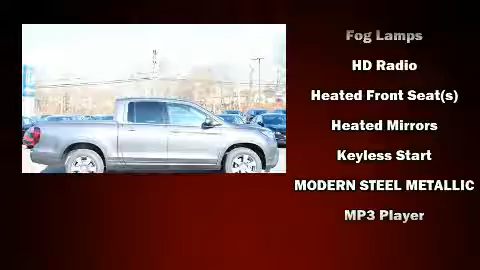 Fog Lamps
HD Radio
Heated Front Seat(s)
Heated Mirrors
Keyless Start
MODERN STEEL METALLIC
MP3 Player